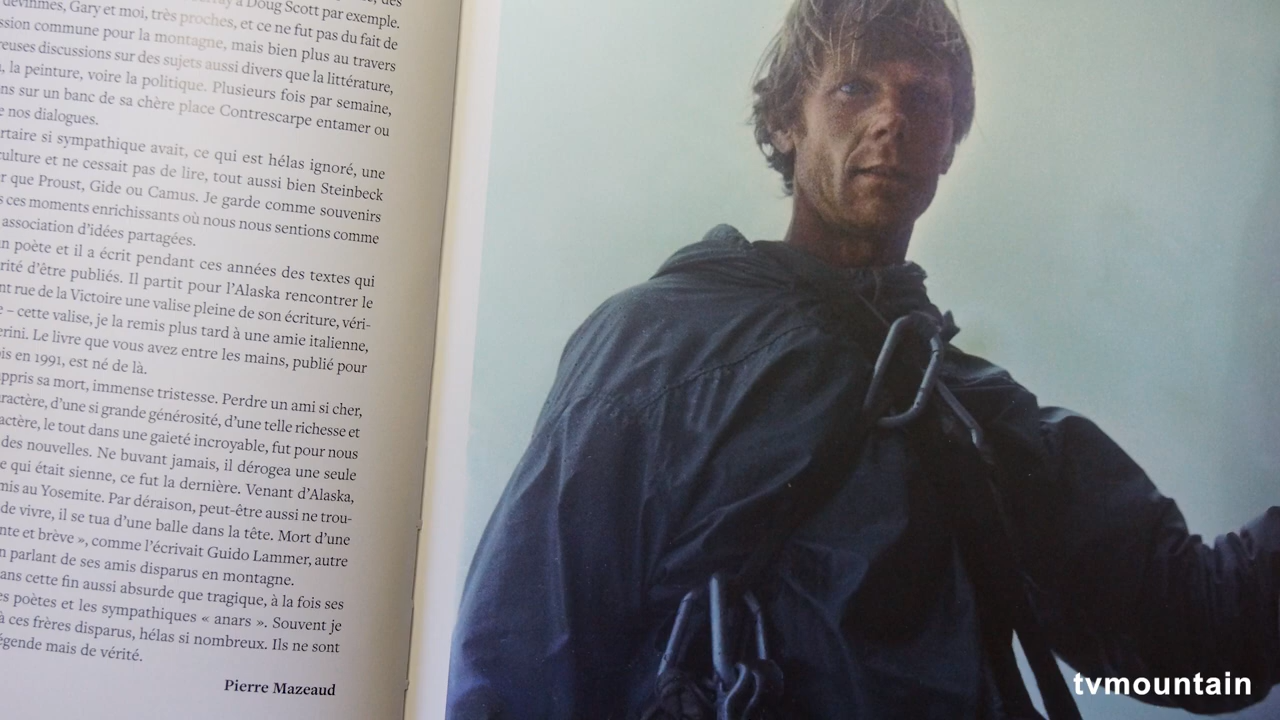 à Doug Scott par exemple.
devînmes, Gary et moi, très proches, et ce ne fut pas du fait de
ssion commune pour la montagne, mais bien plus au travers
reuses discussions sur des sujets aussi divers que la littérature,
la peinture, voire la politique. Plusieurs fois par semaine,
ns sur un banc de sa chère place Contrescarpe entamer ou
e nos dialogues.
rtaire si sympathique avait, ce qui est hélas ignoré, une
culture et ne cessait pas de lire, tout aussi bien Steinbeck
r que Proust, Gide ou Camus. Je garde comme souvenirs
s ces moments enrichissants où nous nous sentions comme
association d'idées partagées.
n poète et il a écrit pendant ces années des textes qui
rité d'être publiés. Il partit pour l'Alaska rencontrer le
nt rue de la Victoire une valise pleine de son écriture, véri-
e – cette valise, je la remis plus tard à une amie italienne,
erini. Le livre que vous avez entre les mains, publié pour
is en 1991, est né de là.
ppris sa mort, immense tristesse. Perdre un ami si cher,
ractère, d'une si grande générosité, d'une telle richesse et
actère, le tout dans une gaieté incroyable, fut pour nous
des nouvelles. Ne buvant jamais, il dérogea une seule
e qui était sienne, ce fut la dernière. Venant d'Alaska,
mis au Yosemite. Par déraison, peut-être aussi ne trou-
de vivre, il se tua d'une balle dans la tête. Mort d'une
nte et brève », comme l'écrivait Guido Lammer, autre
n parlant de ses amis disparus en montagne.
ans cette fin aussi absurde que tragique, à la fois ses
es poètes et les sympathiques « anars ». Souvent je
à ces frères disparus, hélas si nombreux. Ils ne sont
égende mais de vérité.
Pierre Mazeaud
tvmountain